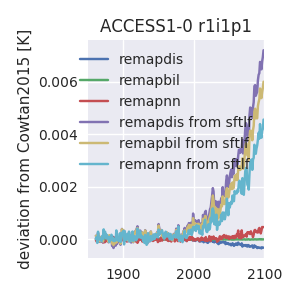 ACCESS1-0 r1i1p1
deviation from Cowtan2015 [K]
0.006
0.004
0.002
0.000
remapdis
remapbil
remapnn
remapdis from sftlf
remapbil from sftlf
remapnn from sftlf
1900 2000 2100